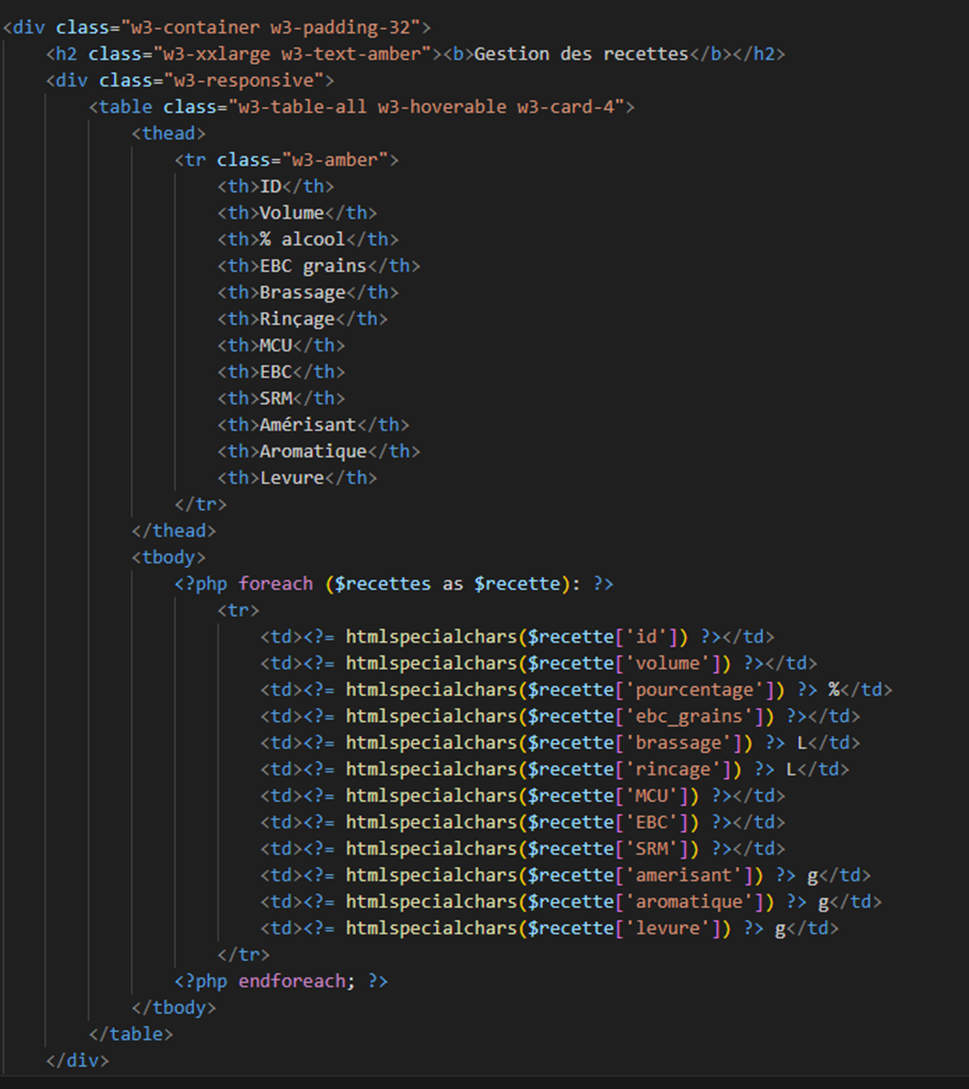 <div class="w3-container w3-padding-32">
<h2 class="w3-xxlarge w3-text-amber"><b>Gestion des recettes</b></h2>
<div class="w3-responsive">
<table class="w3-table-all w3-hoverable w3-card-4">
<thead>
<tr class="w3-amber">
<th>ID</th>
<th>Volume</th>
<th>% alcool</th>
<th>EBC grains</th>
<th>Brassage</th>
<th>Rinçage</th>
<th>MCU</th>
<th>EBC</th>
<th>SRM</th>
<th>Amérisant</th>
<th>Aromatique</th>
<th>Levure</th>
</tr>
</thead>
<tbody>
<?php foreach ($recettes as $recette): ?>
<tr>
<td><?= htmlspecialchars($recette['id']) ?></td>
<td><?= htmlspecialchars($recette['volume']) ?></td>
<td><?= htmlspecialchars($recette['pourcentage']) ?> %</td>
<td><?= htmlspecialchars($recette['ebc_grains']) ?></td>
<td><?= htmlspecialchars($recette['brassage']) ?> L</td>
<td><?= htmlspecialchars($recette['rincage']) ?> L</td>
<td><?= htmlspecialchars($recette['MCU']) ?></td>
<td><?= htmlspecialchars($recette['EBC']) ?></td>
<td><?= htmlspecialchars($recette['SRM']) ?></td>
<td><?= htmlspecialchars($recette['amerisant']) ?> g</td>
<td><?= htmlspecialchars($recette['aromatique']) ?> g</td>
<td><?= htmlspecialchars($recette['levure']) ?> g</td>
</tr>
<?php endforeach; ?>
</tbody>
</table>
</div>